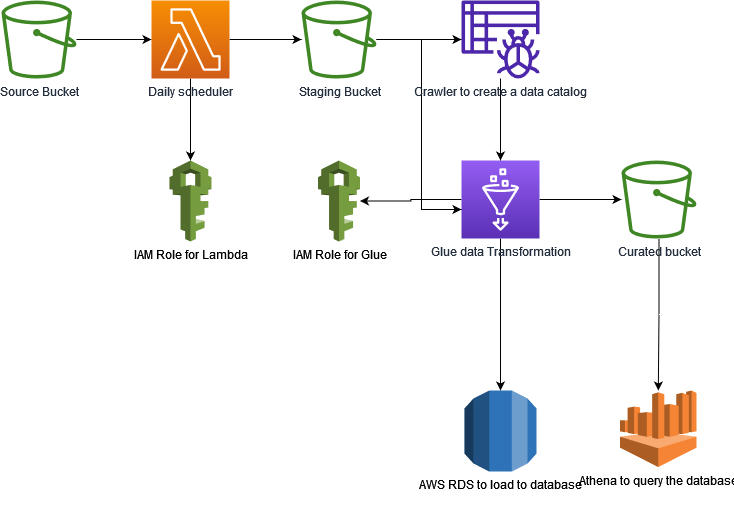 Source Bucket
Daily scheduler
Staging Bucket
Crawler to create a data catalog
IAM Role for Lambda
IAM Role for Glue
Glue data Transformation
Curated bucket
AWS RDS to load to database
Athena to query the database